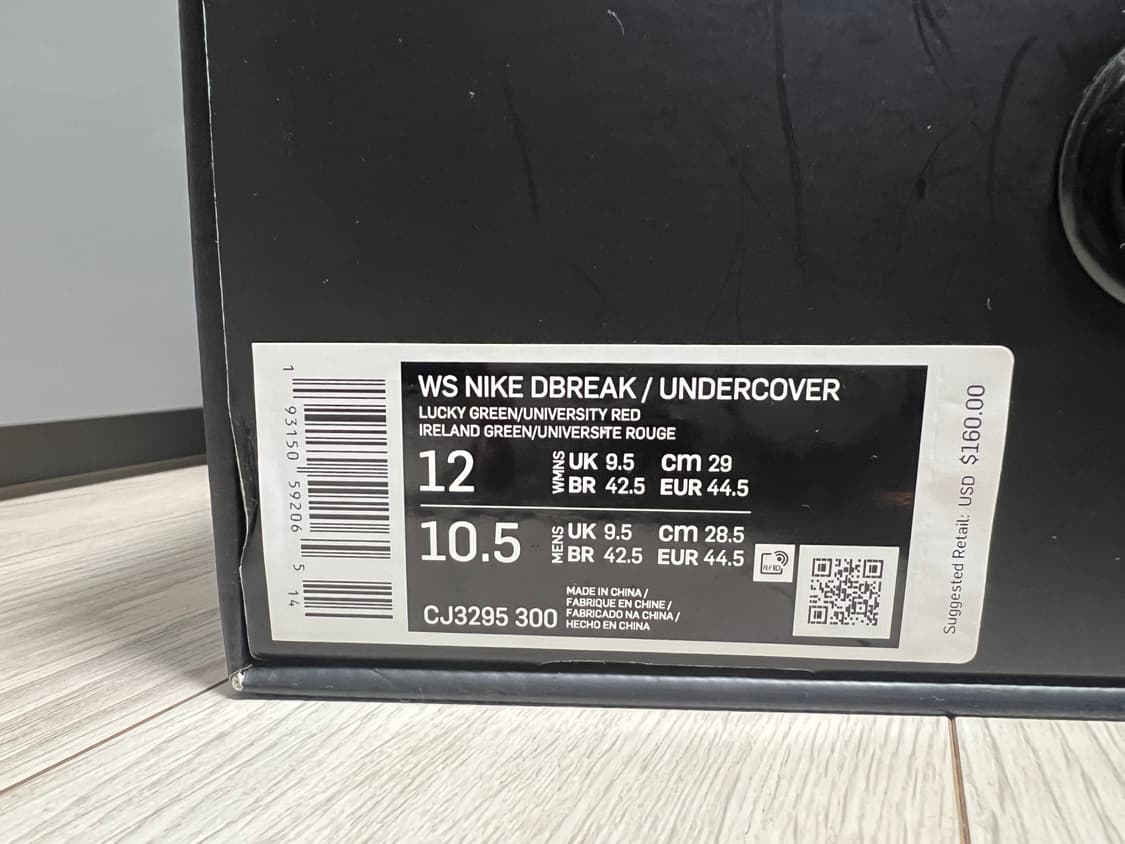 WS NIKE DBREAK / UNDERCOVER
LUCKY GREEN/UNIVERSITY RED
IRELAND GREEN/UNIVERSITE ROUGE
12 WMNS UK 9.5 cm 29
BR 42.5 EUR 44.5
10.5 MENS UK 9.5 cm 28.5
BR 42.5 EUR 44.5
RFID
CJ3295 300
MADE IN CHINA /
FABRIQUE EN CHINE /
FABRICADO NA CHINA /
HECHO EN CHINA
1 93150 59206 5 14
Suggested Retail: USD $160.00